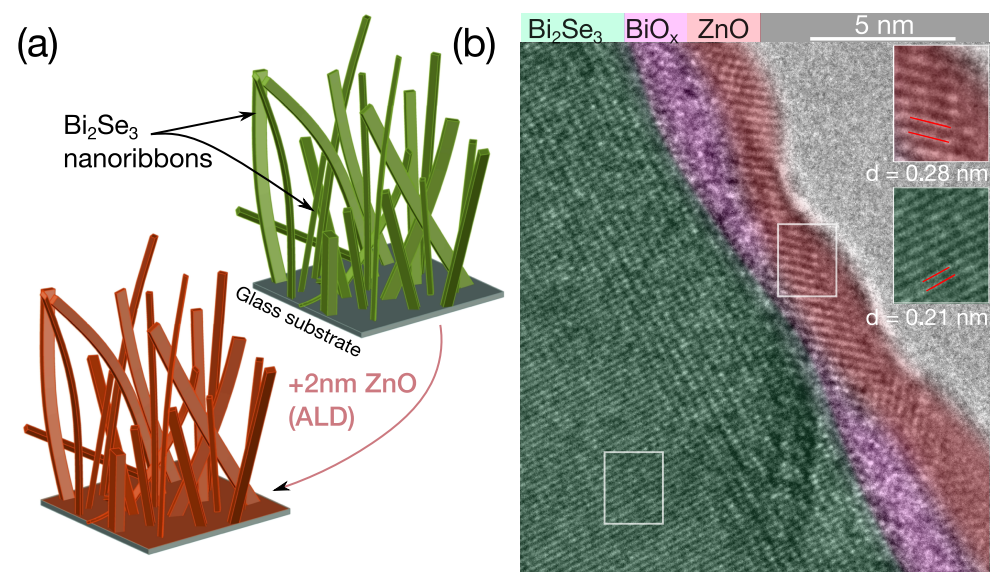 (a)
Bi₂Se₃
nanoribbons
Glass substrate
+2nm ZnO
(ALD)
(b)
Bi₂Se₃ BiOₓ ZnO 5 nm
d = 0.28 nm
d = 0.21 nm